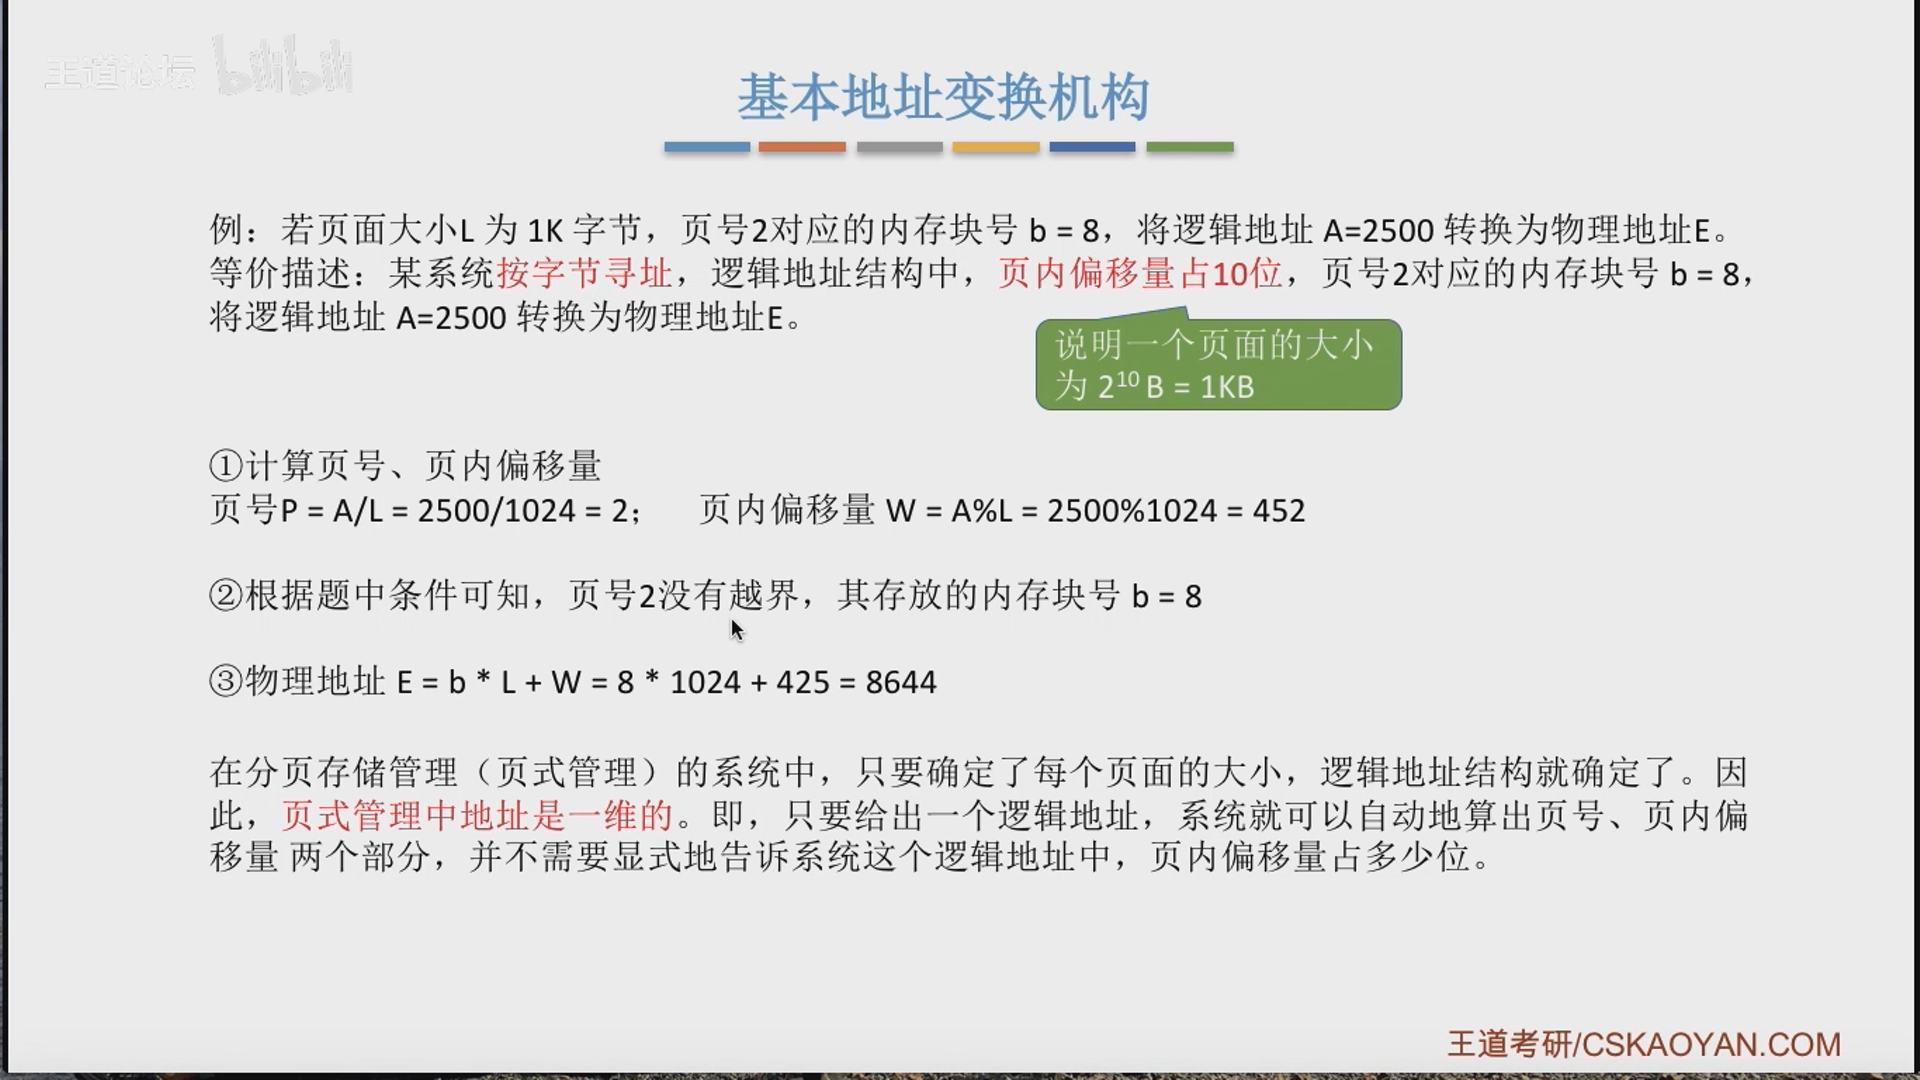 王道论坛 bilibili
基本地址变换机构
例：若页面大小L 为 1K 字节，页号2对应的内存块号 b = 8，将逻辑地址 A=2500 转换为物理地址E。
等价描述：某系统按字节寻址，逻辑地址结构中，页内偏移量占10位，页号2对应的内存块号 b = 8，
将逻辑地址 A=2500 转换为物理地址E。
说明一个页面的大小
为 2¹⁰ B = 1KB
①计算页号、页内偏移量
页号P = A/L = 2500/1024 = 2； 页内偏移量 W = A%L = 2500%1024 = 452
②根据题中条件可知，页号2没有越界，其存放的内存块号 b = 8
③物理地址 E = b * L + W = 8 * 1024 + 425 = 8644
在分页存储管理（页式管理）的系统中，只要确定了每个页面的大小，逻辑地址结构就确定了。因
此，页式管理中地址是一维的。即，只要给出一个逻辑地址，系统就可以自动地算出页号、页内偏
移量 两个部分，并不需要显式地告诉系统这个逻辑地址中，页内偏移量占多少位。
王道考研/CSKAOYAN.COM